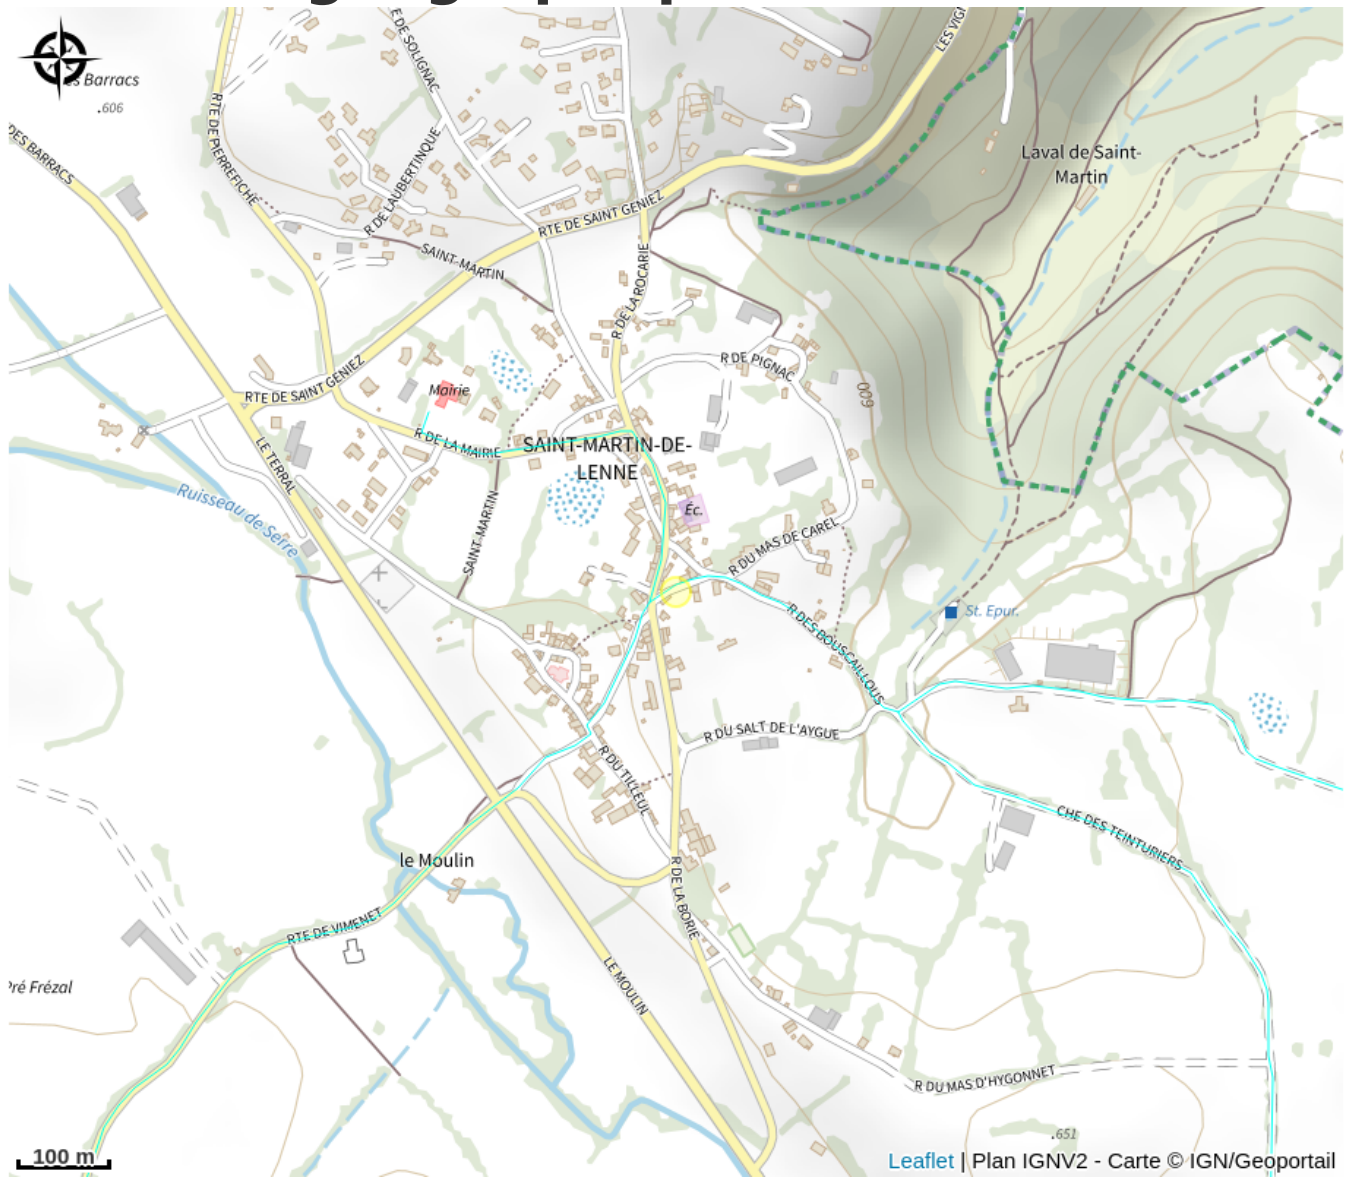 Barracs
.606
DES BARRACS
RTE DE PIERREFICHE
E DE SOLIGNAC
R DE LAUBERTINQUE
SAINT-MARTIN
RTE DE SAINT GENIEZ
LES VIG
Laval de Saint-
Martin
R DE LA ROCARIE
R DE PIGNAC
600
RTE DE SAINT GENIEZ
Mairie
R DE LA MAIRIE
SAINT-MARTIN-DE-
LENNE
LE TERRAL
Ruisseau de Serre
SAINT-MARTIN
Éc.
R DU MAS DE CAREL
R DES BOUSCAILLOUS
St. Epur.
R DU SALT DE L'AYGUE
R DU TILLEUL
CHE DES TEINTURIERS
le Moulin
RTE DE VIMENET
R DE LA BORIE
LE MOULIN
Pré Frézal
R DU MAS D'HYGONNET
.651
100 m
Leaflet | Plan IGNV2 - Carte © IGN/Geoportail